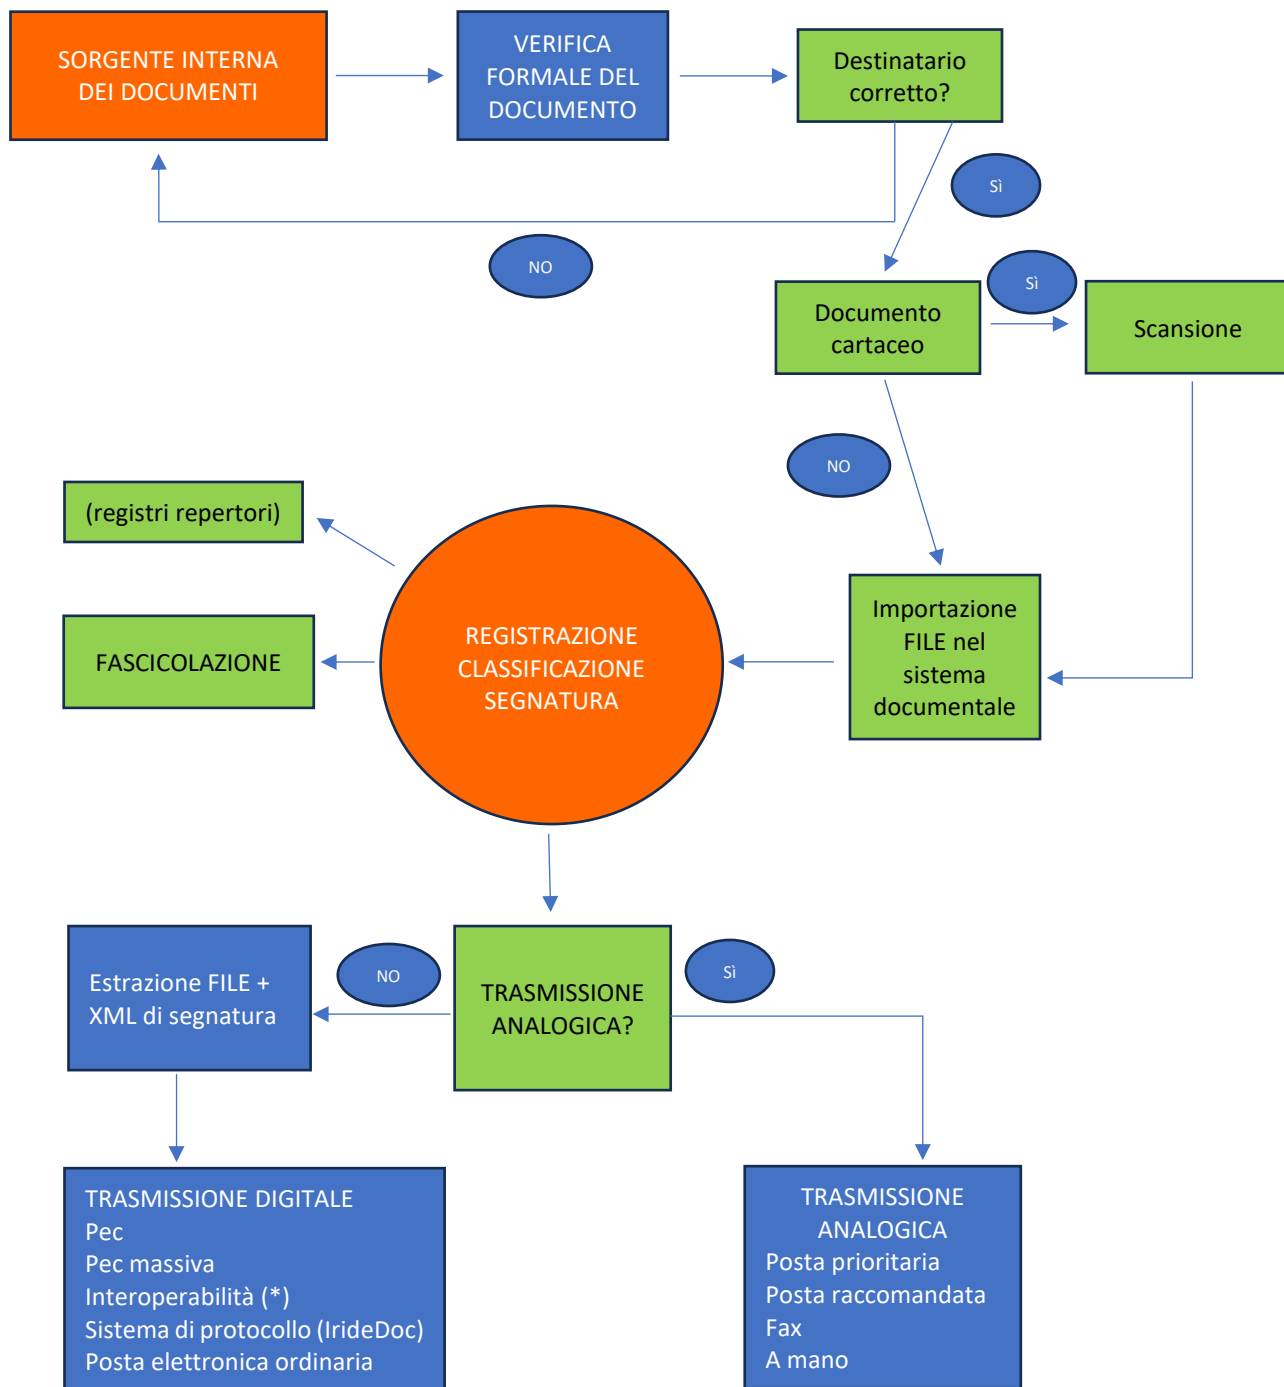 SORGENTE INTERNA
DEI DOCUMENTI
VERIFICA
FORMALE DEL
DOCUMENTO
Destinatario
corretto?
Sì
NO
Documento
cartaceo
Sì
Scansione
NO
(registri repertori)
FASCICOLAZIONE
REGISTRAZIONE
CLASSIFICAZIONE
SEGNATURA
Importazione
FILE nel
sistema
documentale
Estrazione FILE +
XML di segnatura
NO
TRASMISSIONE
ANALOGICA?
Sì
TRASMISSIONE DIGITALE
Pec
Pec massiva
Interoperabilità (*)
Sistema di protocollo (IrideDoc)
Posta elettronica ordinaria
TRASMISSIONE
ANALOGICA
Posta prioritaria
Posta raccomandata
Fax
A mano